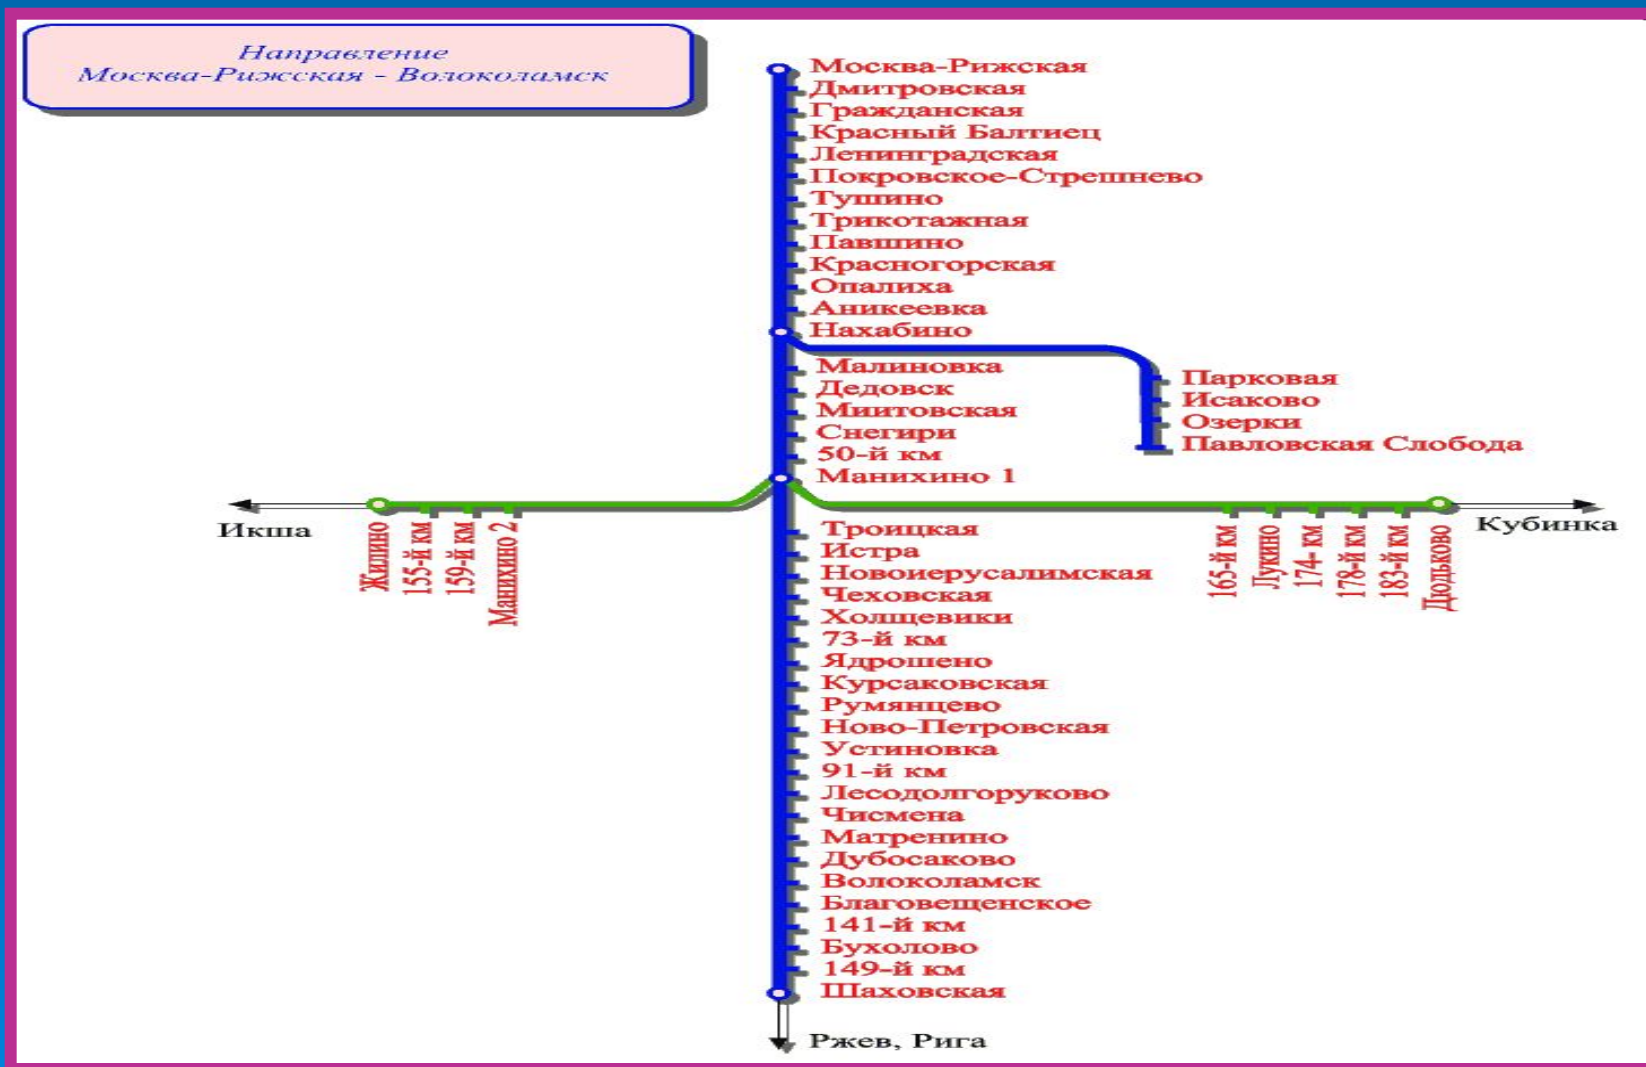 Направление
Москва-Рижская - Волоколамск
Москва-Рижская
Дмитровская
Гражданская
Красный Балтиец
Ленинградская
Покровское-Стрешнево
Тушино
Трикотажная
Павшино
Красногорская
Опалиха
Аникеевка
Нахабино
Парковая
Исаково
Озерки
Павловская Слобода
Малиновка
Дедовск
Миитовская
Снегири
50-й км
Манихино 1
Икша
Жилино
155-й км
159-й км
Манихино 2
165-й км
Лукино
174- км
178-й км
183-й км
Дюдьково
Кубинка
Троицкая
Истра
Новоиерусалимская
Чеховская
Холщевики
73-й км
Ядрошено
Курсаковская
Румянцево
Ново-Петровская
Устиновка
91-й км
Лесодолгоруково
Чисмена
Матренино
Дубосаково
Волоколамск
Благовещенское
141-й км
Бухолово
149-й км
Шаховская
Ржев, Рига